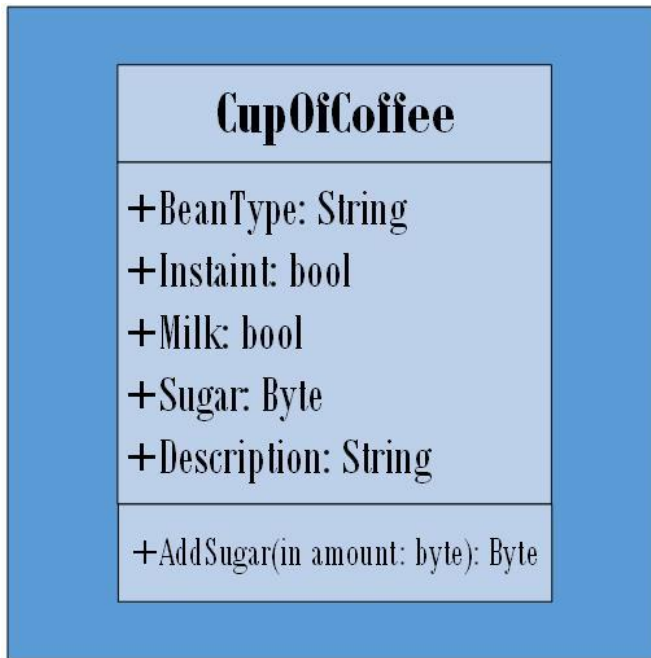 CupOfCoffee
+BeanType: String
+Instaint: bool
+Milk: bool
+Sugar: Byte
+Description: String
+AddSugar(in amount: byte): Byte